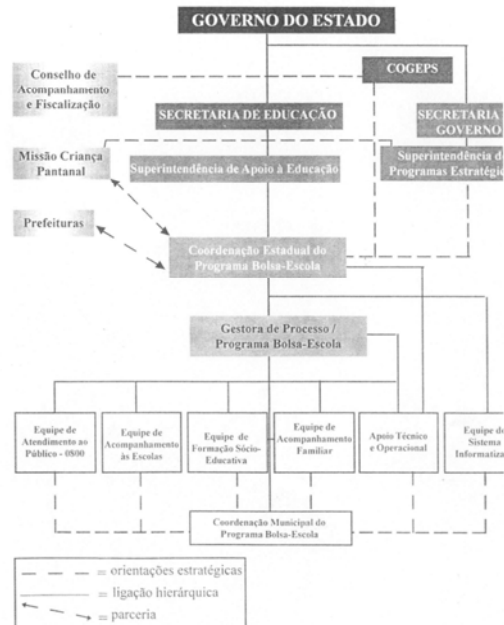 GOVERNO DO ESTADO
Conselho de
Acompanhamento
e Fiscalização
COGEPS
SECRETARIA DE EDUCAÇÃO
SECRETARIA
GOVERNO
Missão Criança
Pantanal
Superintendência de Apoio à Educação
Superintendência d
Programas Estratégic
Prefeituras
Coordenação Estadual do
Programa Bolsa-Escola
Gestora de Processo /
Programa Bolsa-Escola
Equipe de
Atendimento ao
Público - 0800
Equipe de
Acompanhamento
às Escolas
Equipe de
Formação Sócio-
Educativa
Equipe de
Acompanhamento
Familiar
Apoio Técnico
e Operacional
Equipe de
Sistema
Informatiza
Coordenação Municipal do
Programa Bolsa-Escola
= orientações estratégicas
= ligação hierárquica
= parceria